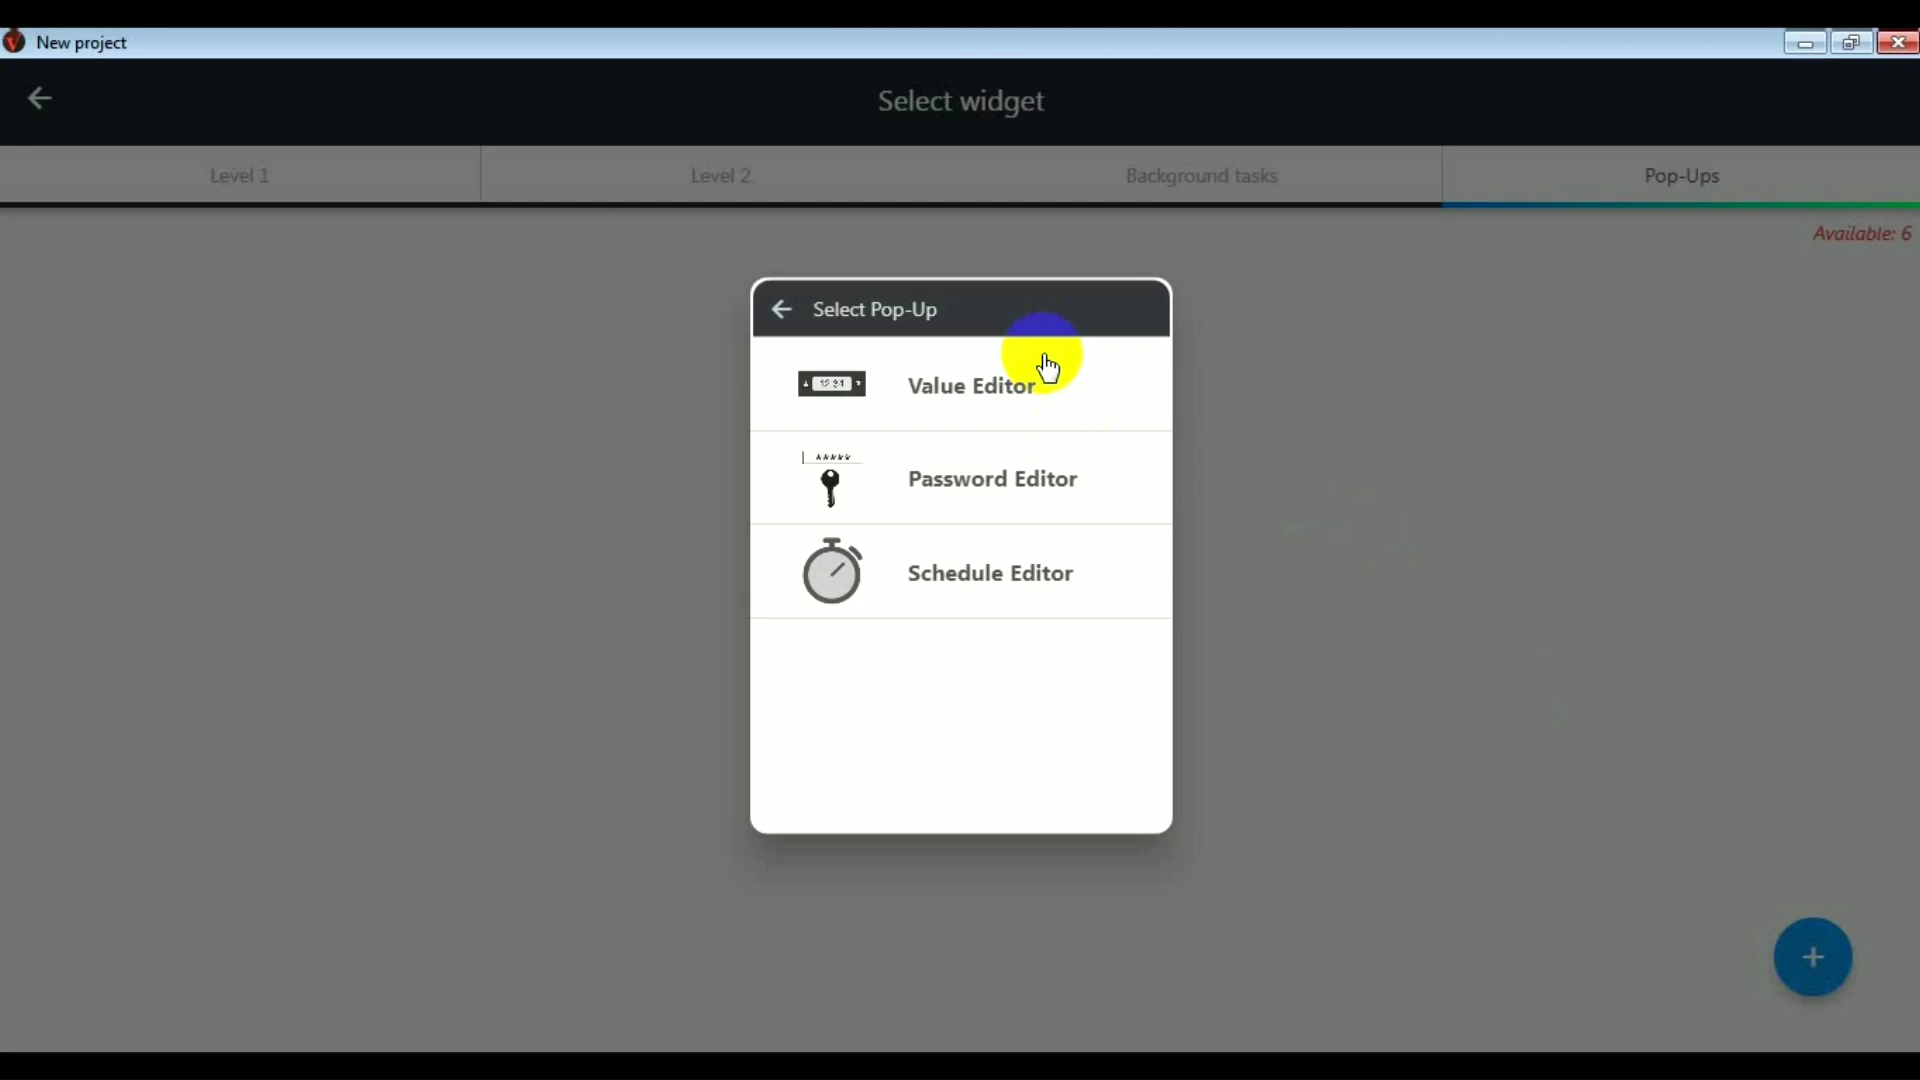 New project
Select widget
Level 1
Level 2
Background tasks
Pop-Ups
Available: 6
Select Pop-Up
Value Editor
*****
Password Editor
Schedule Editor